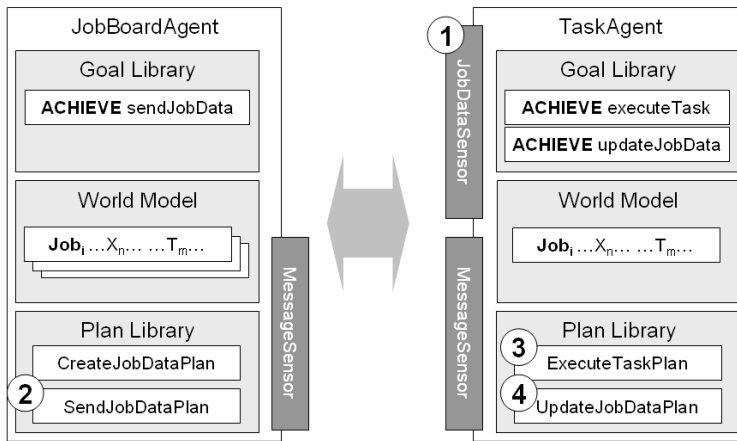 JobBoardAgent
Goal Library
ACHIEVE sendJobData
World Model
Jobi ...Xn... ...Tm...
MessageSensor
Plan Library
CreateJobDataPlan
2
SendJobDataPlan
1
JobDataSensor
MessageSensor
TaskAgent
Goal Library
ACHIEVE executeTask
ACHIEVE updateJobData
World Model
Jobi ...Xn... ...Tm...
Plan Library
3
ExecuteTaskPlan
4
UpdateJobDataPlan